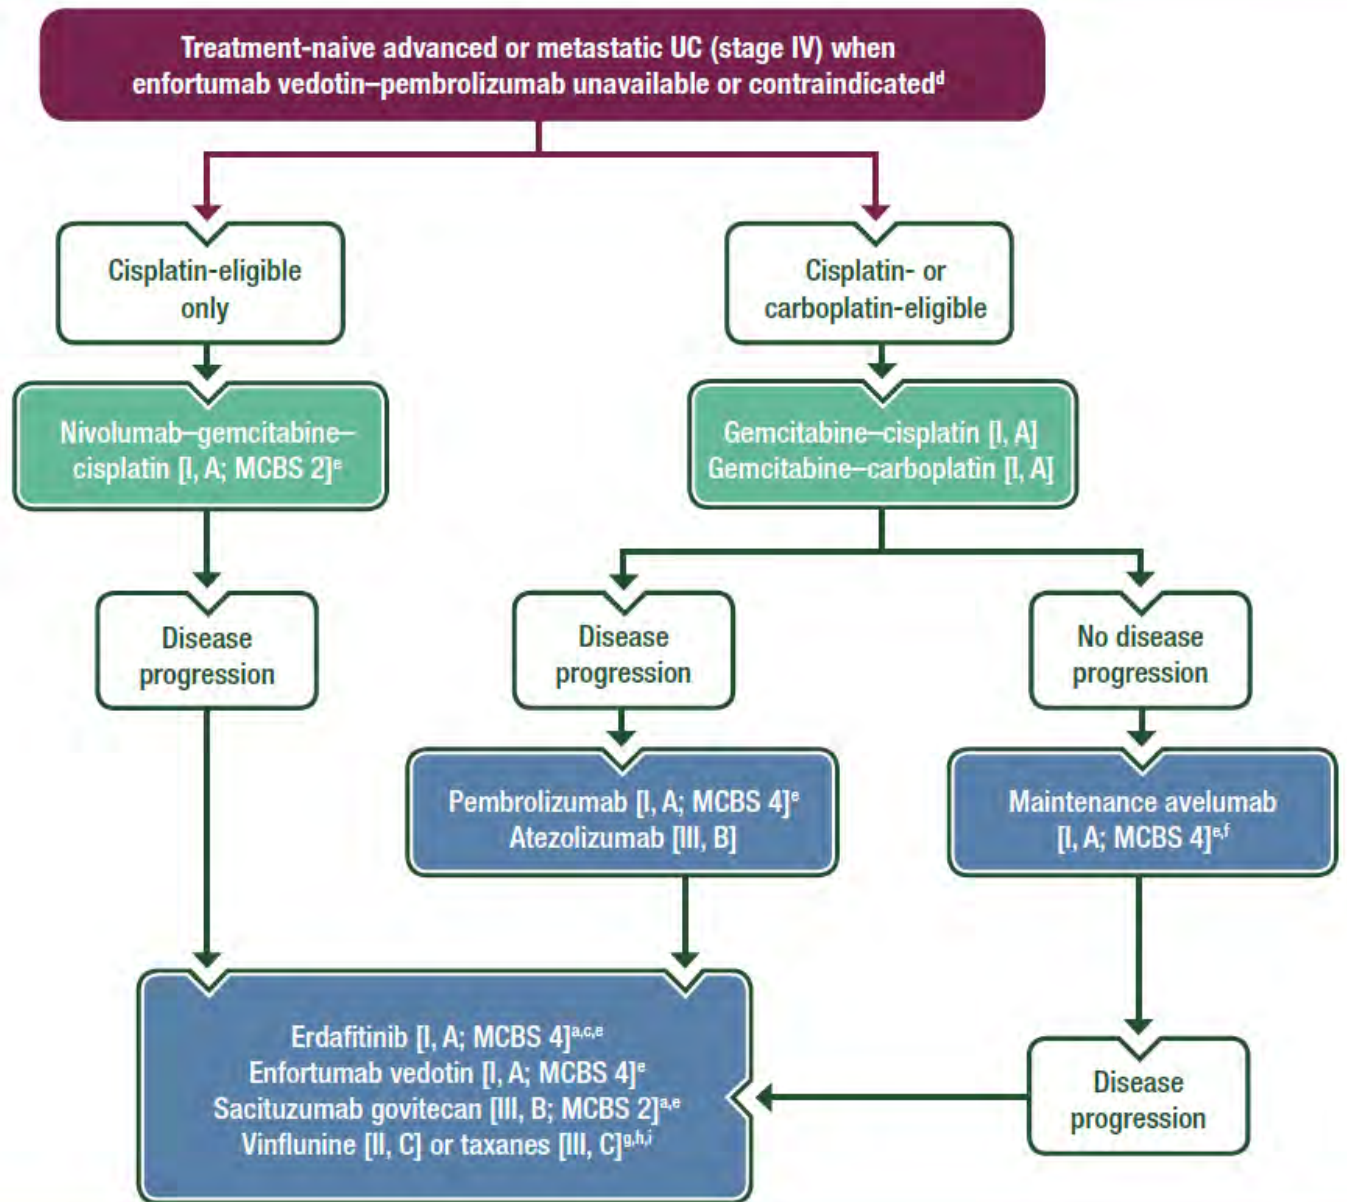 Treatment-naive advanced or metastatic UC (stage IV) when
enfortumab vedotin–pembrolizumab unavailable or contraindicatedᵈ
Cisplatin-eligible
only
Cisplatin- or
carboplatin-eligible
Nivolumab–gemcitabine–
cisplatin [I, A; MCBS 2]ᵉ
Gemcitabine–cisplatin [I, A]
Gemcitabine–carboplatin [I, A]
Disease
progression
Disease
progression
No disease
progression
Pembrolizumab [I, A; MCBS 4]ᵉ
Atezolizumab [III, B]
Maintenance avelumab
[I, A; MCBS 4]ᵉ,ᶠ
Erdafitinib [I, A; MCBS 4]ᵃ,ᶜ,ᵉ
Enfortumab vedotin [I, A; MCBS 4]ᵉ
Sacituzumab govitecan [III, B; MCBS 2]ᵃ,ᵉ
Vinflunine [II, C] or taxanes [III, C]ᵍ,ʰ,ⁱ
Disease
progression